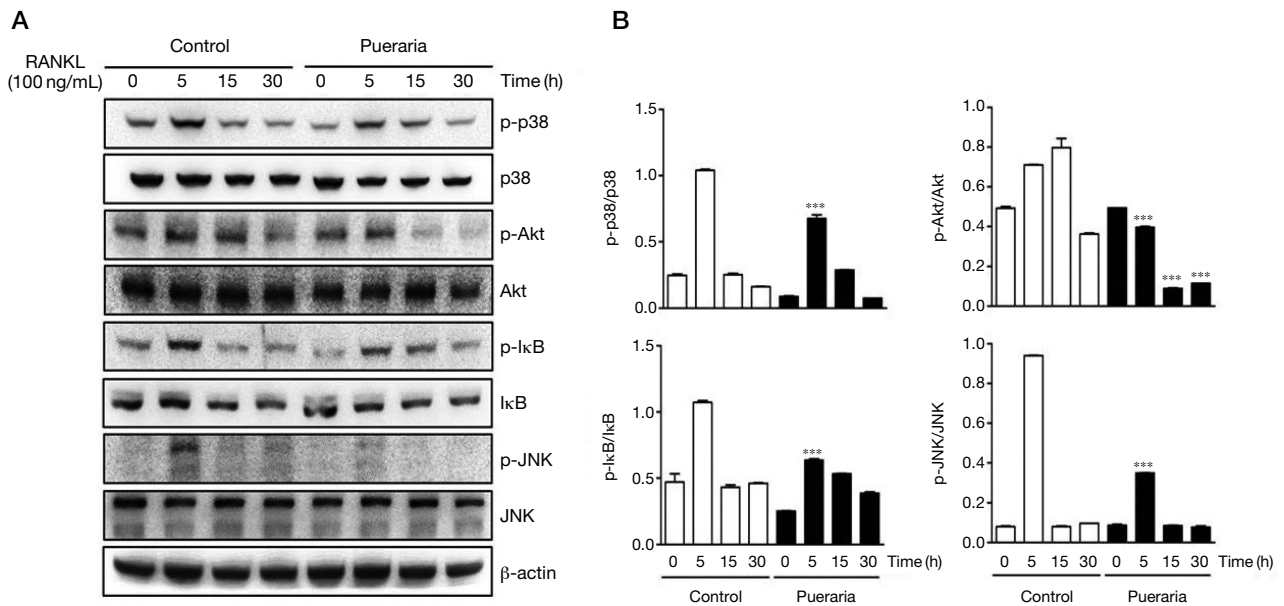 A
Control
Pueraria
RANKL
(100 ng/mL)
0 5 15 30 0 5 15 30 Time (h)
p-p38
p38
p-Akt
Akt
p-IκB
IκB
p-JNK
JNK
β-actin
B
1.5
1.0
0.5
0.0
p-p38/p38
***
1.0
0.8
0.6
0.4
0.2
0.0
p-Akt/Akt
***
***
***
1.5
1.0
0.5
0.0
p-IκB/IκB
***
0 5 15 30 0 5 15 30 Time (h)
Control
Pueraria
1.0
0.8
0.6
0.4
0.2
0.0
p-JNK/JNK
***
0 5 15 30 0 5 15 30 Time (h)
Control
Pueraria